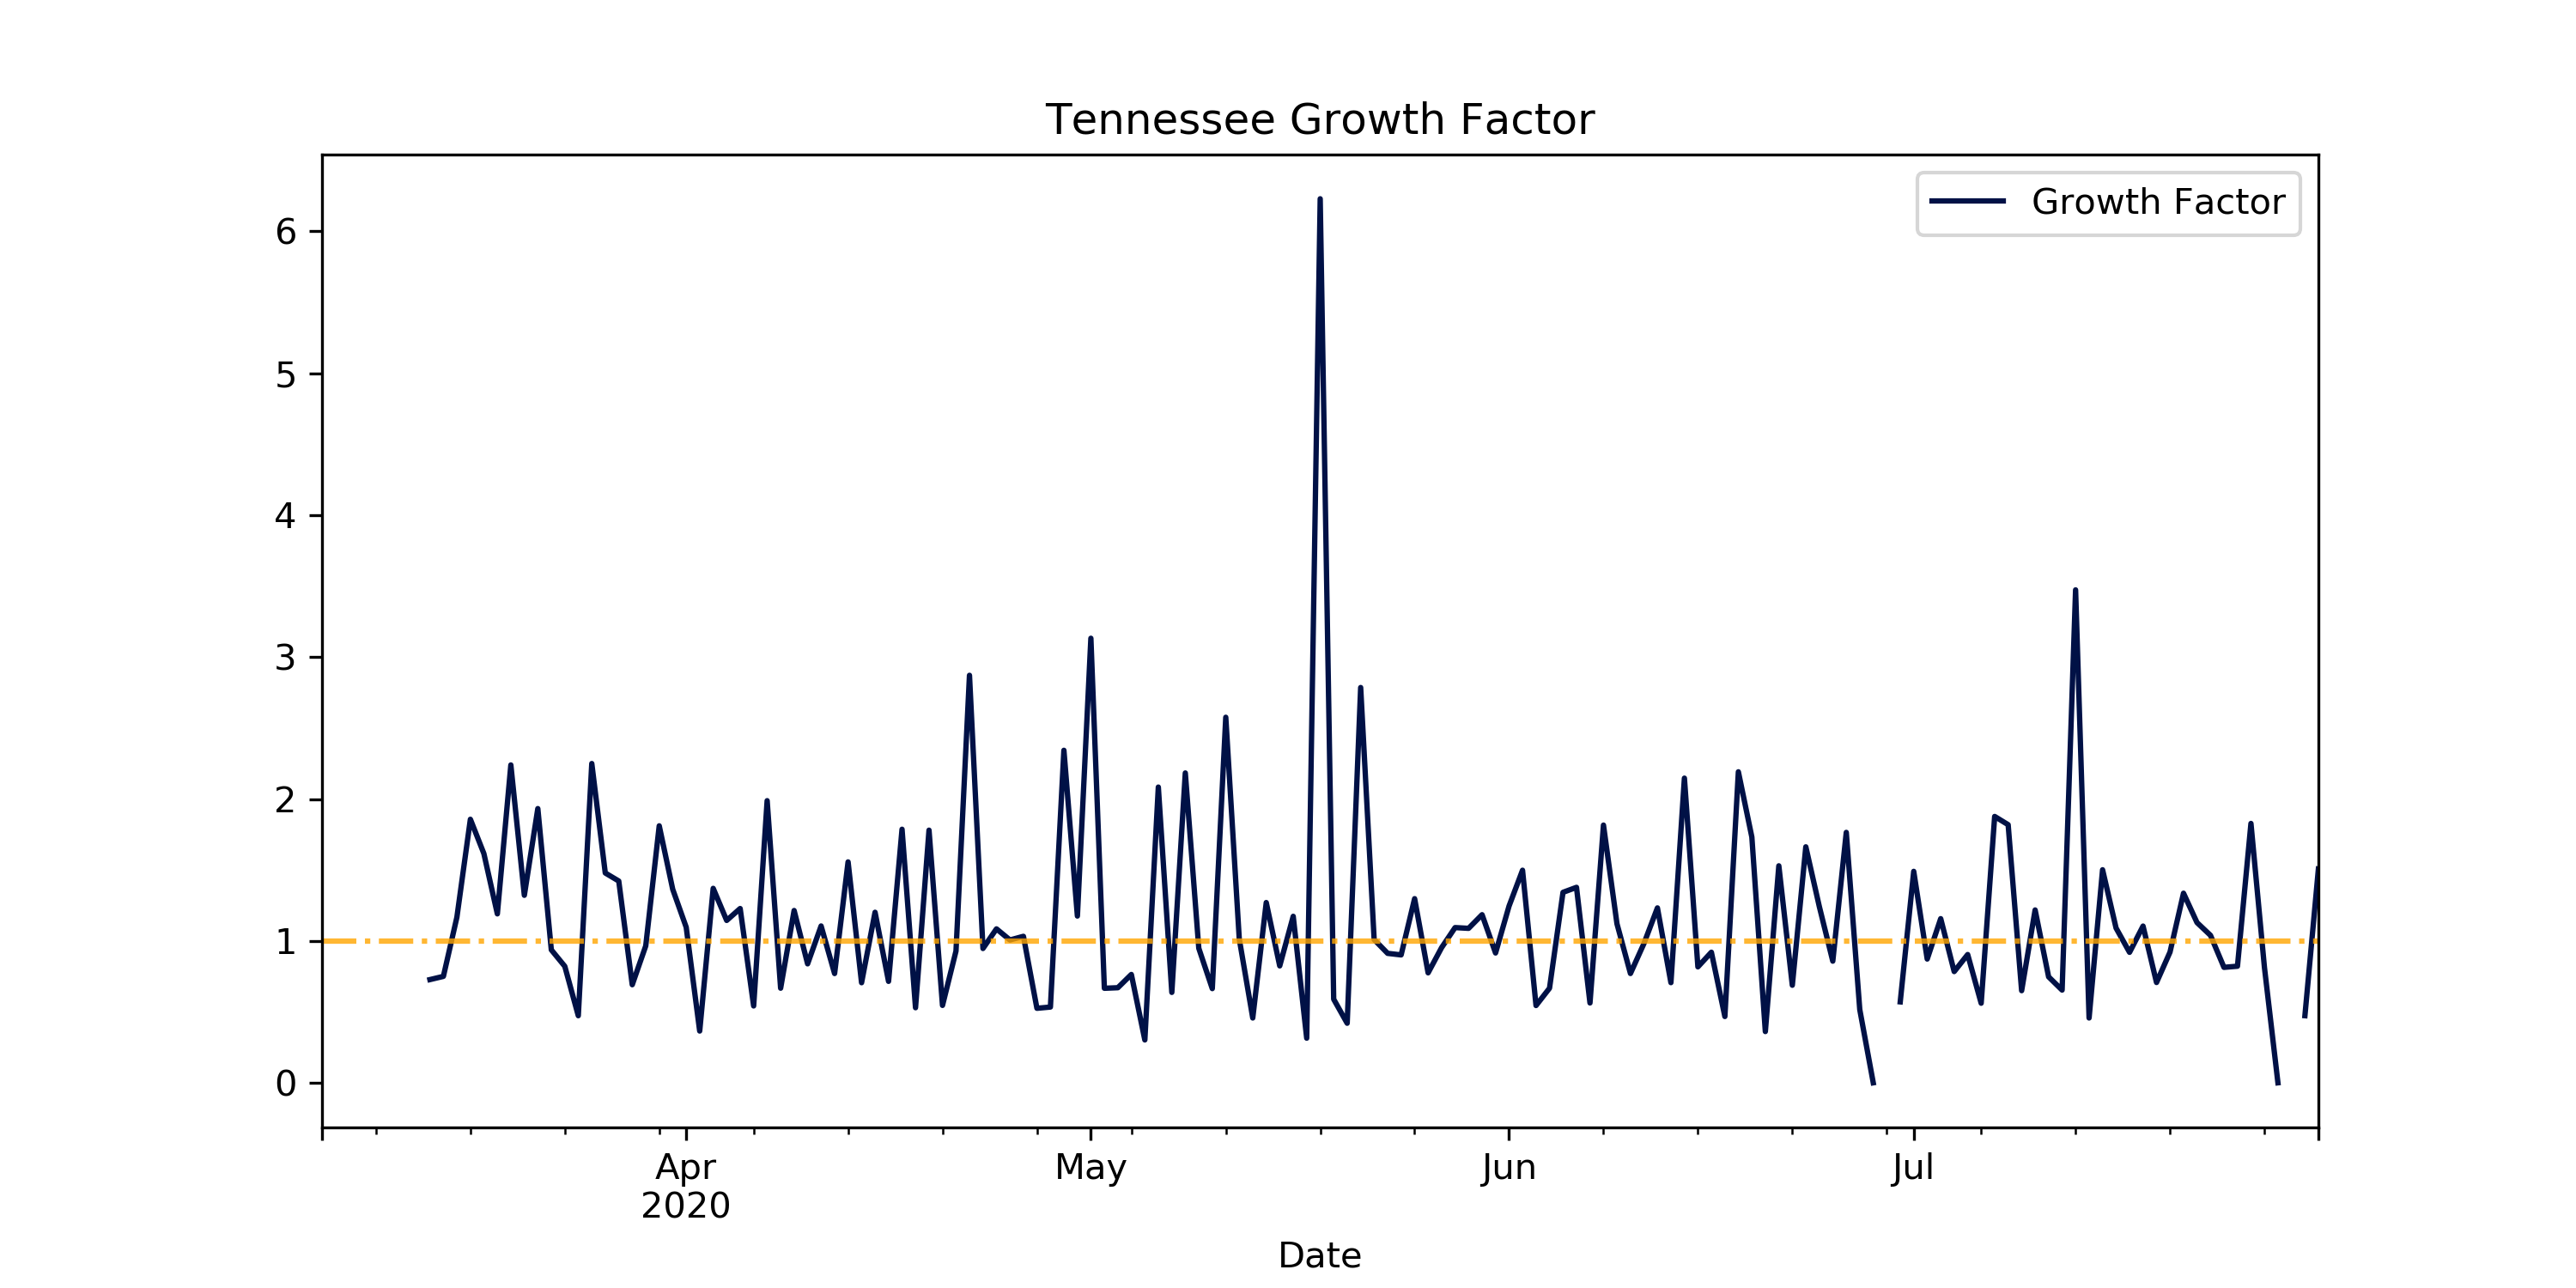 Tennessee Growth Factor
Growth Factor
6
5
4
3
2
1
0
Apr
2020
May
Jun
Jul
Date